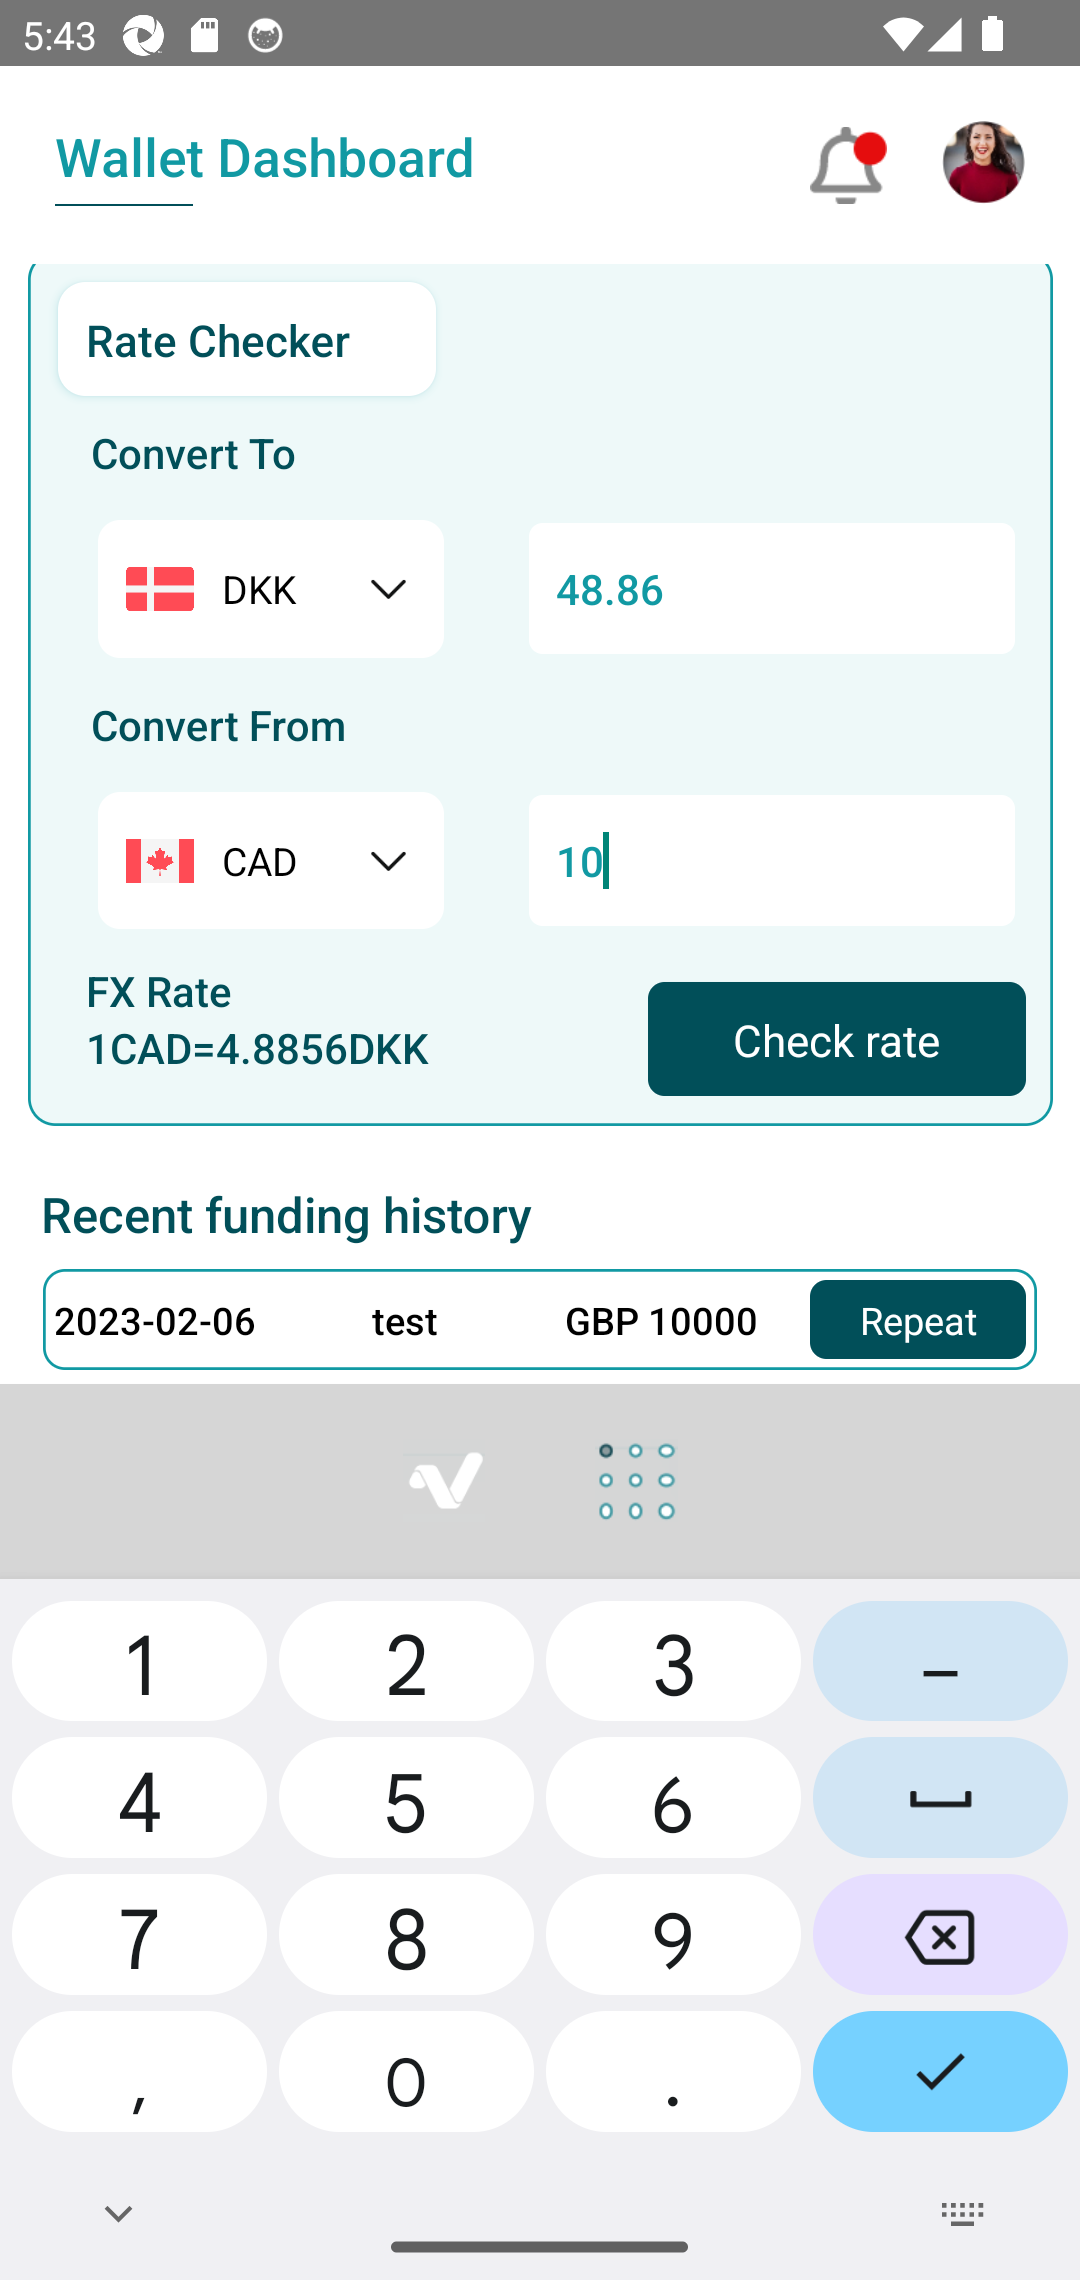 5:43
Wallet Dashboard
Rate Checker
Convert To
DKK
48.86
Convert From
CAD
10
FX Rate
1CAD=4.8856DKK
Check rate
Recent funding history
2023-02-06 test GBP 10000 Repeat
1 2 3 –
4 5 6
7 8 9
, 0 .